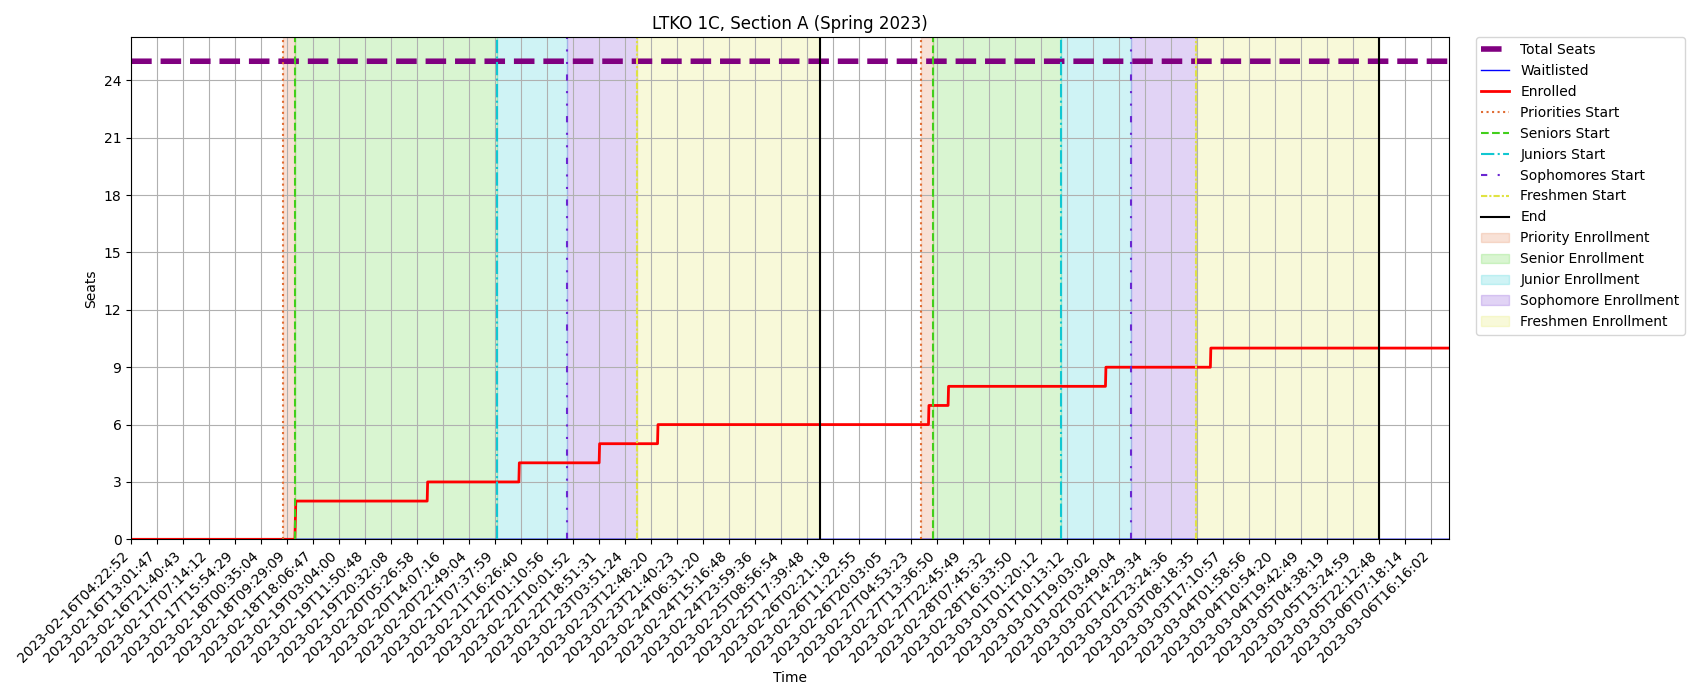 LTKO 1C, Section A (Spring 2023)
Seats
24
21
18
15
12
9
6
3
0
2023-02-16T04:22:52
2023-02-16T13:01:47
2023-02-16T21:40:43
2023-02-17T07:14:12
2023-02-17T15:54:29
2023-02-18T00:35:04
2023-02-18T09:29:09
2023-02-18T18:06:47
2023-02-19T03:04:00
2023-02-19T11:50:48
2023-02-19T20:32:08
2023-02-20T05:26:58
2023-02-20T14:07:16
2023-02-20T22:49:04
2023-02-21T07:37:59
2023-02-21T16:26:40
2023-02-22T01:10:56
2023-02-22T10:01:52
2023-02-22T18:51:31
2023-02-23T03:51:24
2023-02-23T12:48:20
2023-02-23T21:40:23
2023-02-24T06:31:20
2023-02-24T15:16:48
2023-02-24T23:59:36
2023-02-25T08:56:54
2023-02-25T17:39:48
2023-02-26T02:21:18
2023-02-26T11:22:55
2023-02-26T20:03:05
2023-02-27T04:53:23
2023-02-27T13:36:50
2023-02-27T22:45:49
2023-02-28T07:45:32
2023-02-28T16:33:50
2023-03-01T01:20:12
2023-03-01T10:13:12
2023-03-01T19:03:02
2023-03-02T03:49:04
2023-03-02T14:29:34
2023-03-02T23:24:36
2023-03-03T08:18:35
2023-03-03T17:10:57
2023-03-04T01:58:56
2023-03-04T10:54:20
2023-03-04T19:42:49
2023-03-05T04:38:19
2023-03-05T13:24:59
2023-03-05T22:12:48
2023-03-06T07:18:14
2023-03-06T16:16:02
Time
Total Seats
Waitlisted
Enrolled
Priorities Start
Seniors Start
Juniors Start
Sophomores Start
Freshmen Start
End
Priority Enrollment
Senior Enrollment
Junior Enrollment
Sophomore Enrollment
Freshmen Enrollment